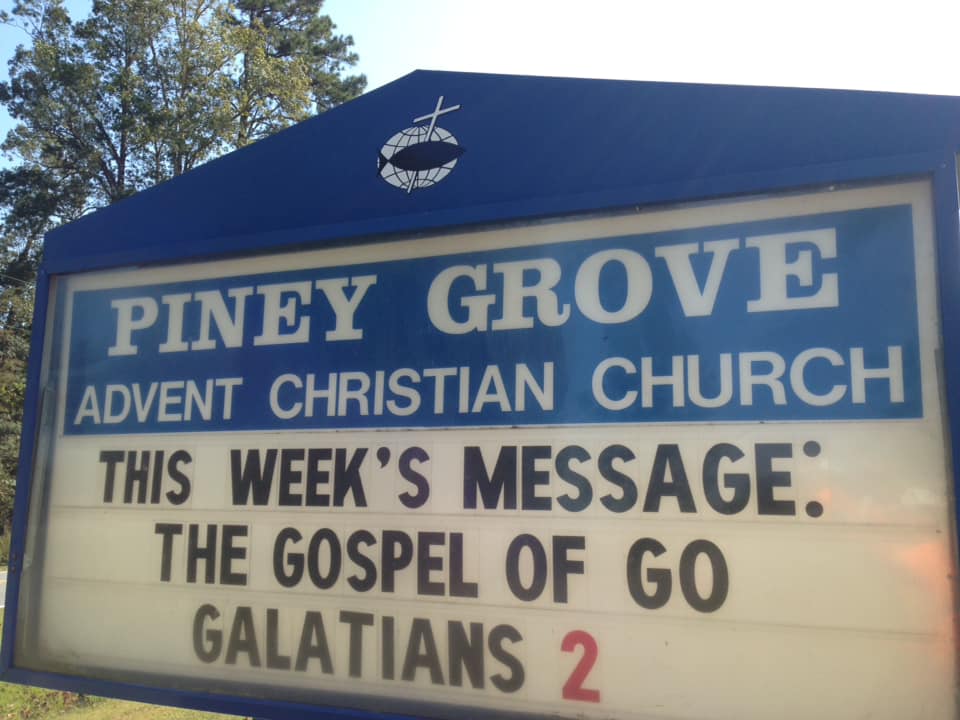 PINEY GROVE
ADVENT CHRISTIAN CHURCH
THIS WEEK'S MESSAGE:
THE GOSPEL OF GO
GALATIANS 2